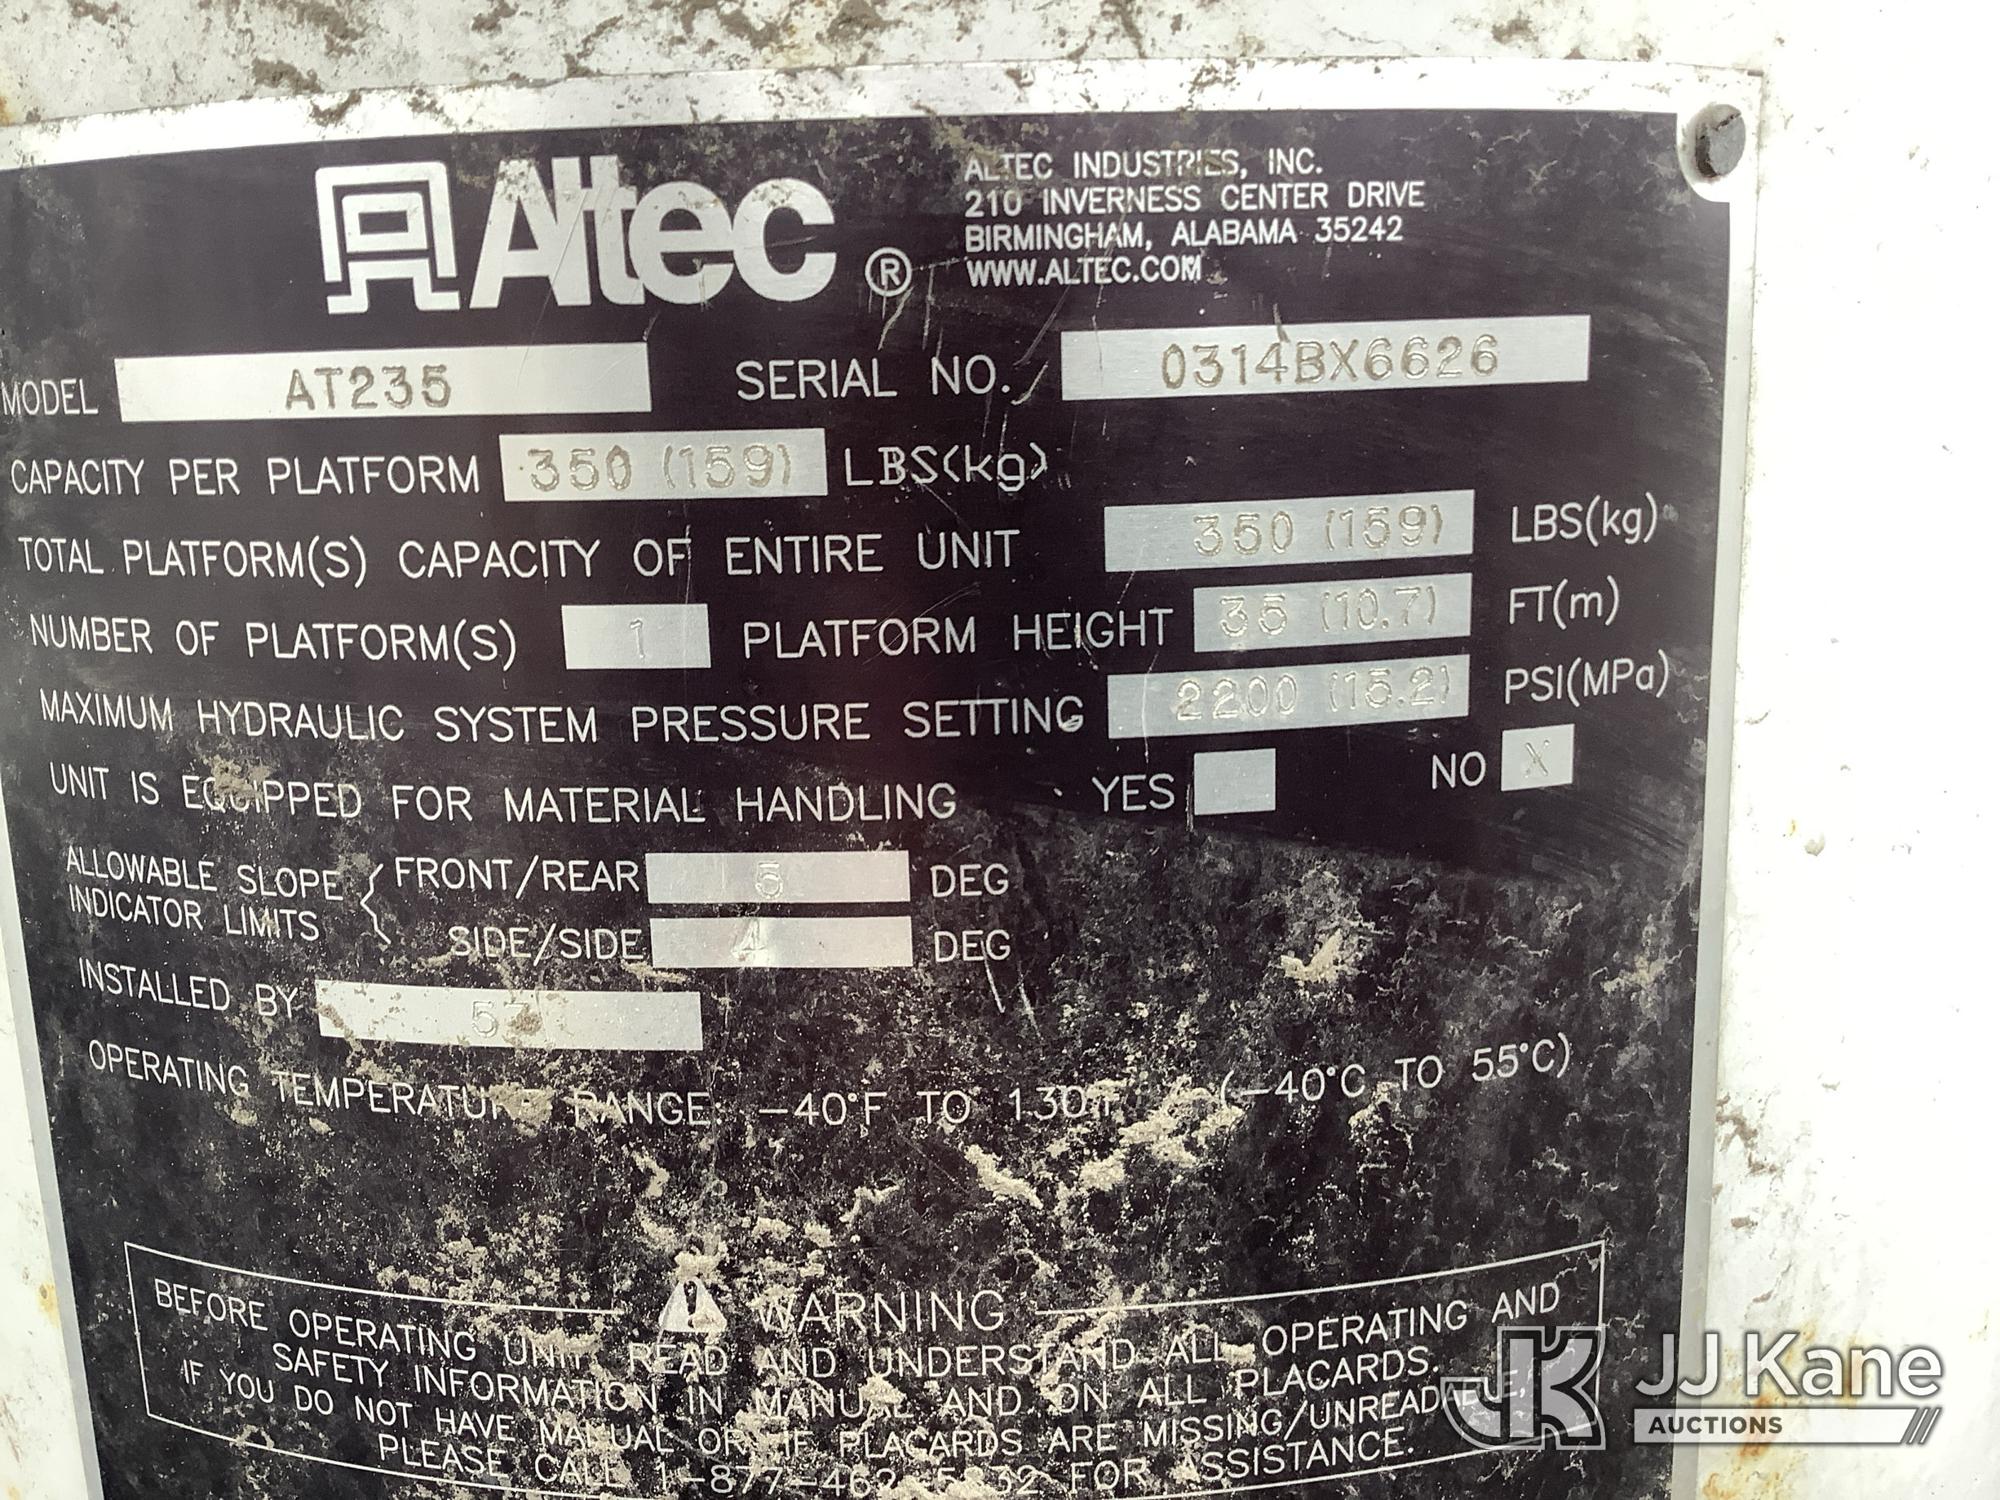 Altec ®
ALTEC INDUSTRIES, INC.
210 INVERNESS CENTER DRIVE
BIRMINGHAM, ALABAMA 35242
WWW.ALTEC.COM
MODEL AT235 SERIAL NO. 0314BX6626
CAPACITY PER PLATFORM 350 (159) LBS(kg)
TOTAL PLATFORM(S) CAPACITY OF ENTIRE UNIT 350 (159) LBS(kg)
NUMBER OF PLATFORM(S) 1 PLATFORM HEIGHT 35 (10.7) FT(m)
MAXIMUM HYDRAULIC SYSTEM PRESSURE SETTING 2200 (15.2) PSI(MPa)
UNIT IS EQUIPPED FOR MATERIAL HANDLING YES NO X
ALLOWABLE SLOPE INDICATOR LIMITS
FRONT/REAR 5 DEG
SIDE/SIDE 4 DEG
INSTALLED BY
OPERATING TEMPERATURE RANGE: -40°F TO 130°F (-40°C TO 55°C)
WARNING
BEFORE OPERATING UNIT, READ AND UNDERSTAND ALL OPERATING AND
SAFETY INFORMATION IN MANUAL AND ON ALL PLACARDS.
IF YOU DO NOT HAVE MANUAL OR IF PLACARDS ARE MISSING/UNREADABLE,
PLEASE CALL FOR ASSISTANCE.
JK JJ Kane
AUCTIONS